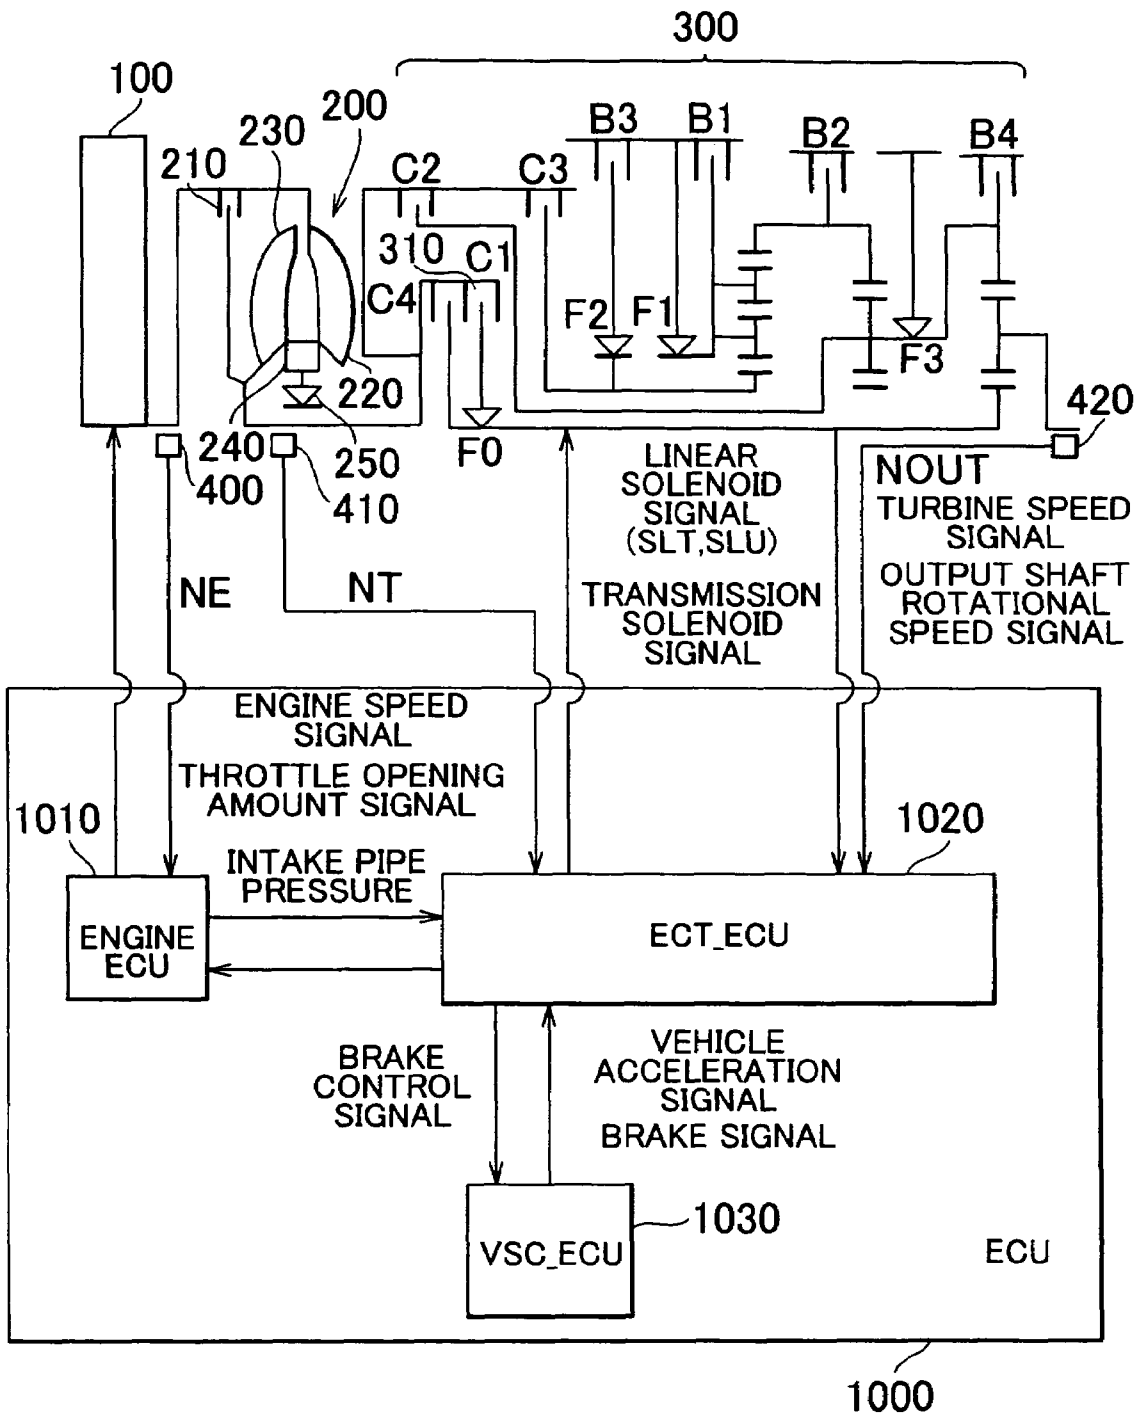 300
100
200
230
210
B3
B1
B2
B4
C2
C3
310
C1
C4
F2
F1
F3
220
240
250
F0
420
400
410
LINEAR
SOLENOID
SIGNAL
(SLT,SLU)
NOUT
TURBINE SPEED
SIGNAL
OUTPUT SHAFT
ROTATIONAL
SPEED SIGNAL
NE
NT
TRANSMISSION
SOLENOID
SIGNAL
ENGINE SPEED
SIGNAL
THROTTLE OPENING
AMOUNT SIGNAL
1010
1020
INTAKE PIPE
PRESSURE
ENGINE
ECU
ECT_ECU
BRAKE
CONTROL
SIGNAL
VEHICLE
ACCELERATION
SIGNAL
BRAKE SIGNAL
1030
VSC_ECU
ECU
1000